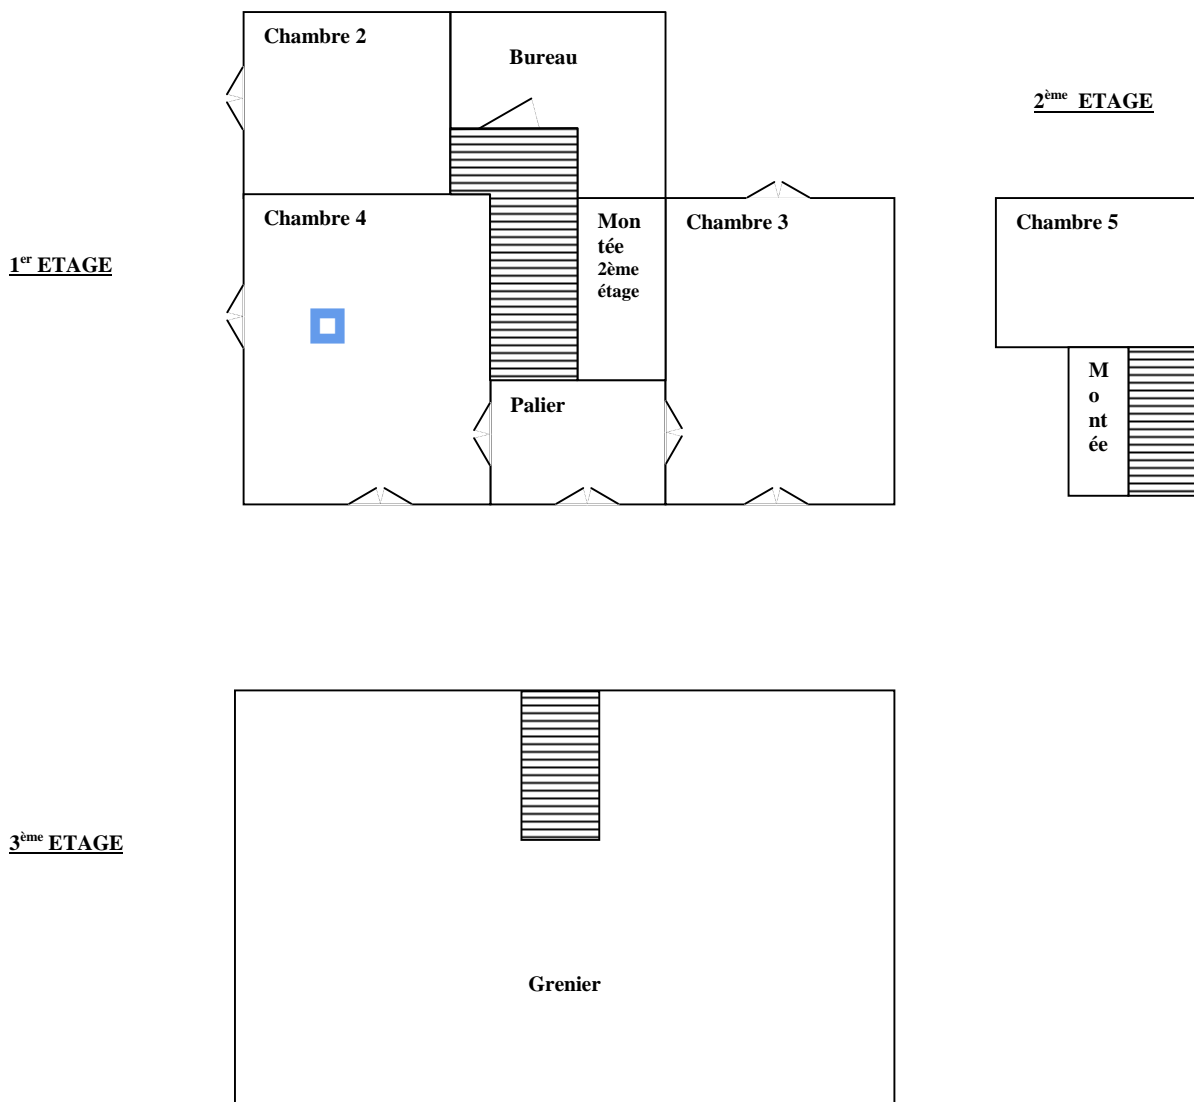 Chambre 2
Bureau
2ème ETAGE
Chambre 4
Mon
tée
2ème
étage
Chambre 3
Chambre 5
1er ETAGE
M
o
nt
ée
Palier
3ème ETAGE
Grenier